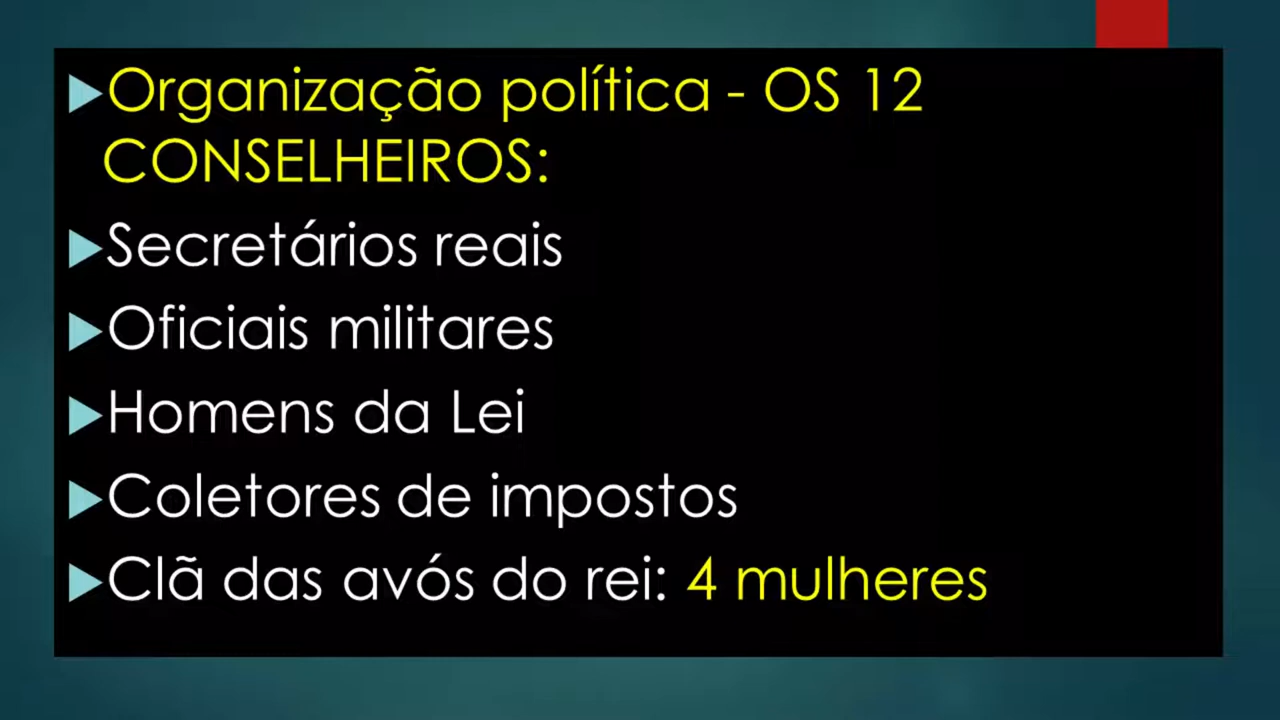 Organização política - OS 12
CONSELHEIROS:
Secretários reais
Oficiais militares
Homens da Lei
Coletores de impostos
Clã das avós do rei: 4 mulheres